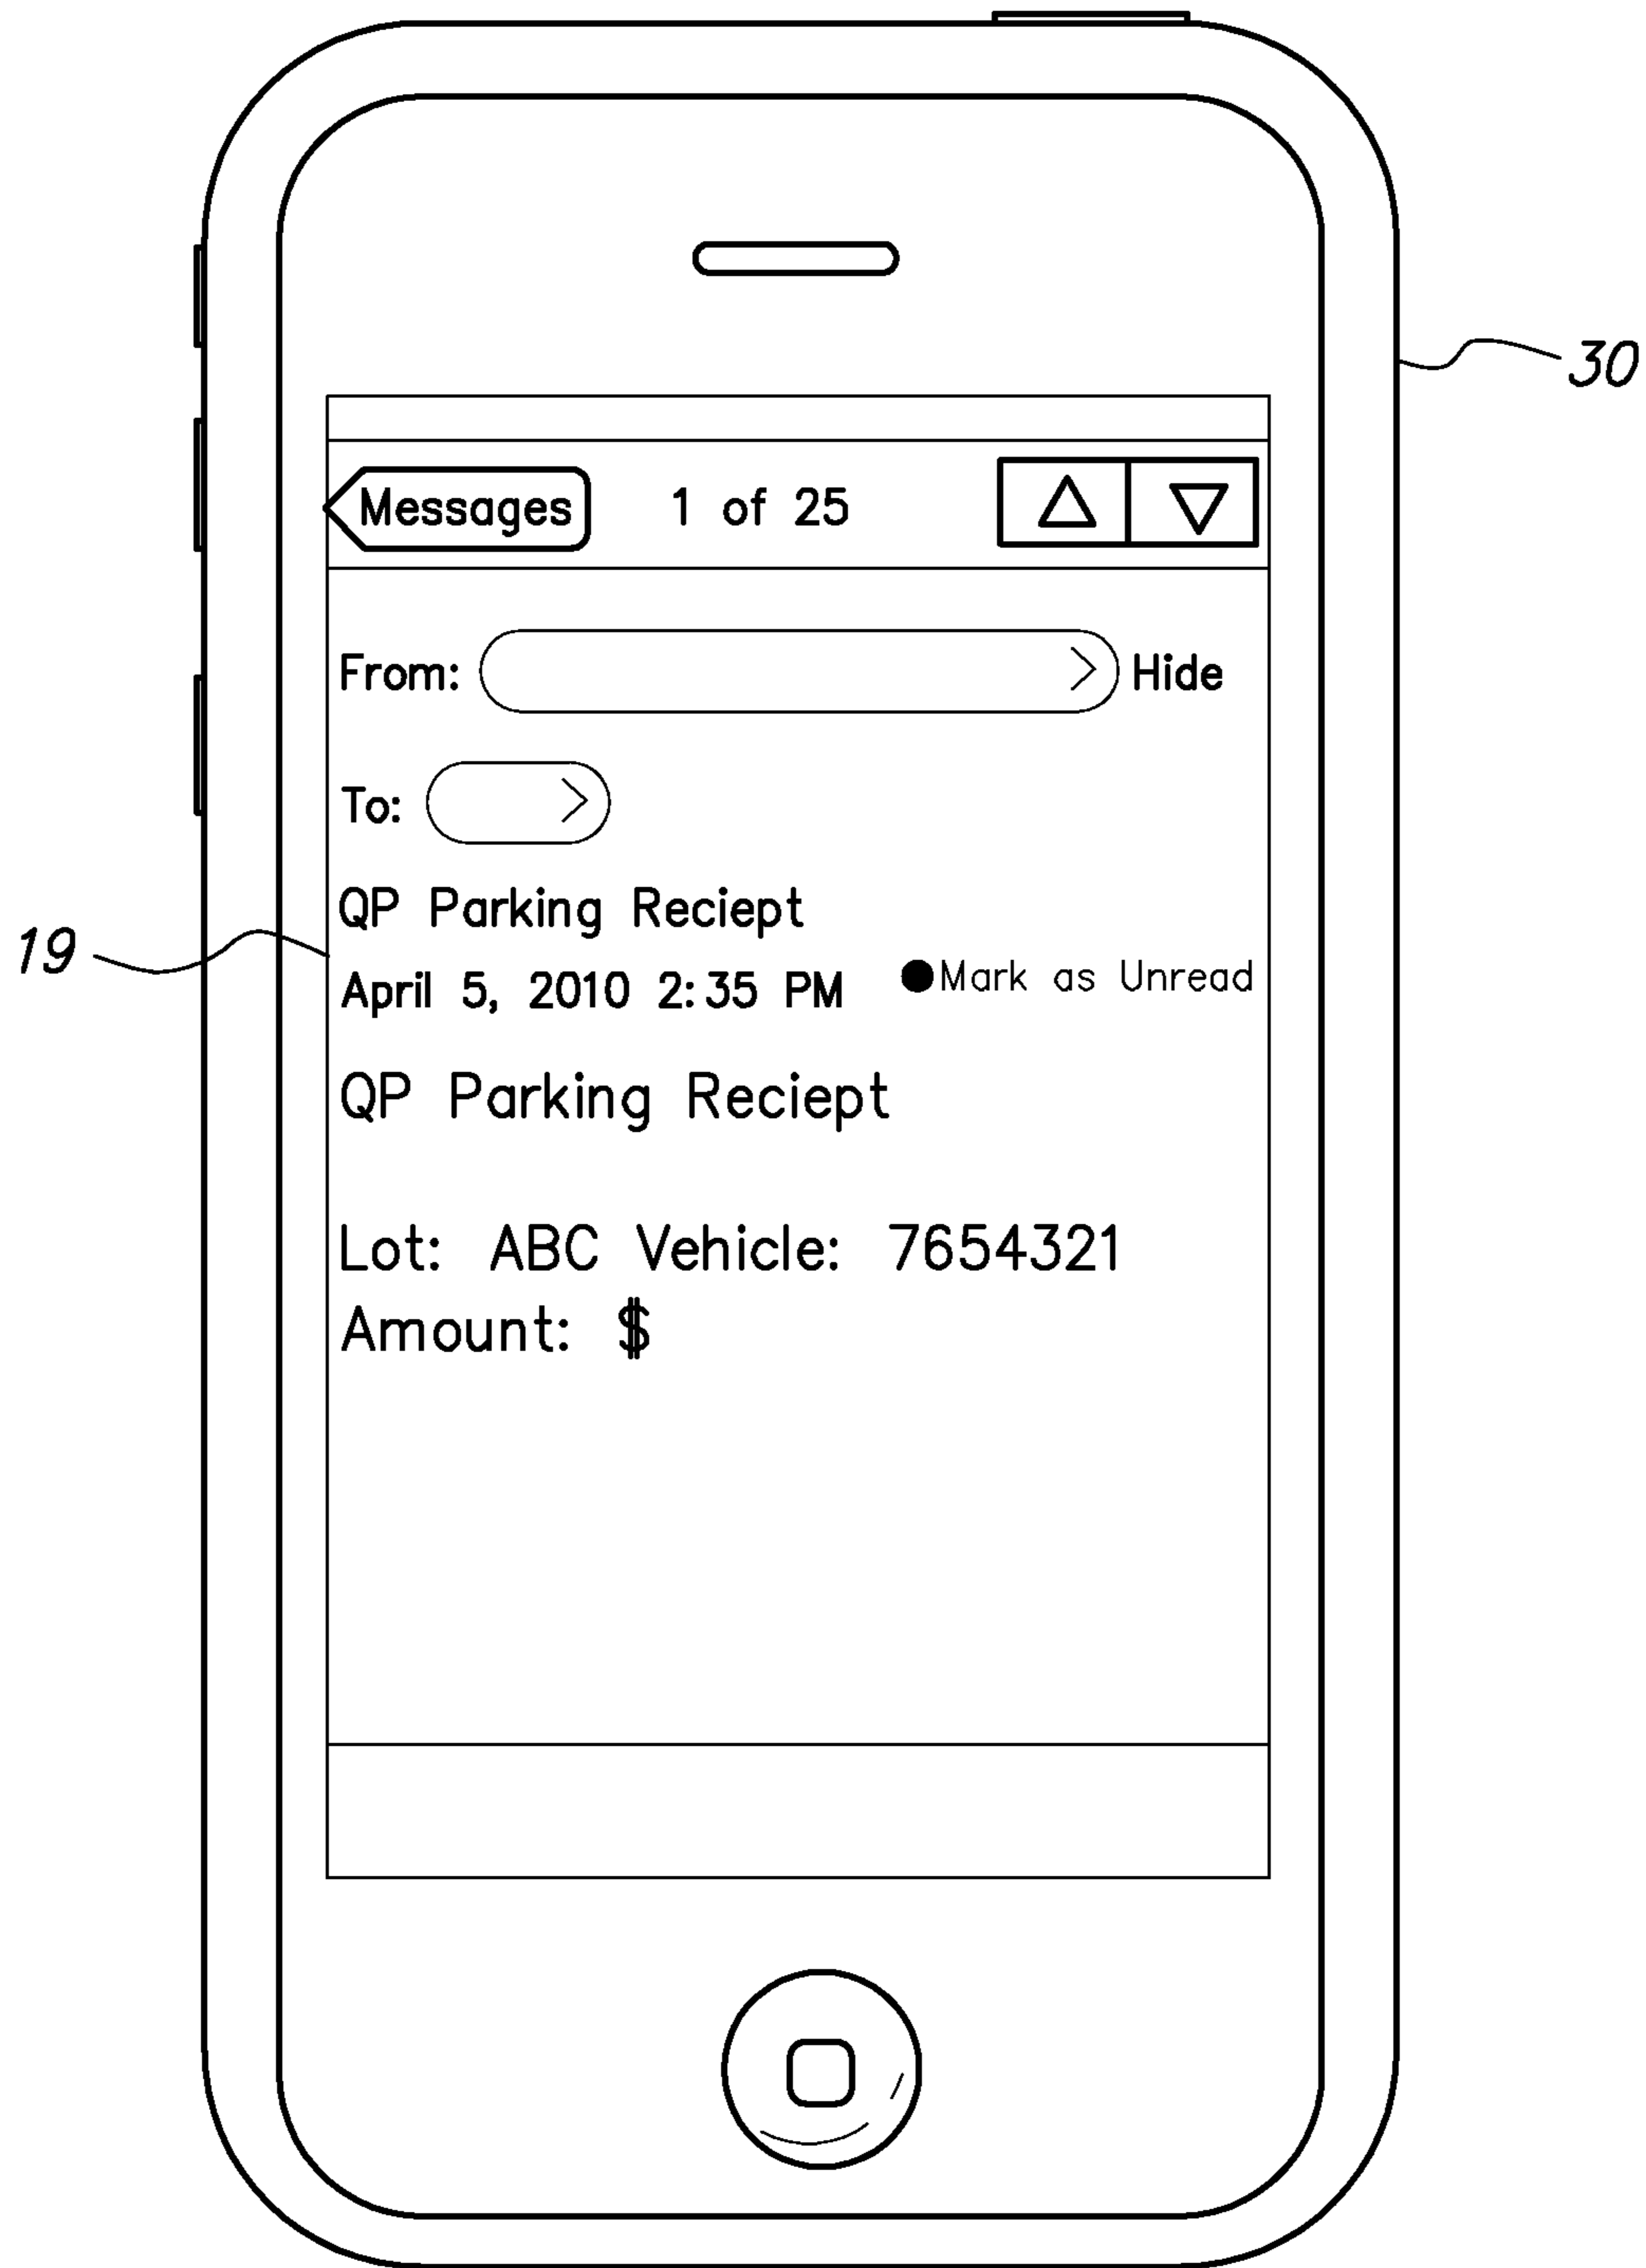 30
Messages 1 of 25
From: Hide
To:
QP Parking Reciept
19
April 5, 2010 2:35 PM Mark as Unread
QP Parking Reciept
Lot: ABC Vehicle: 7654321
Amount: $